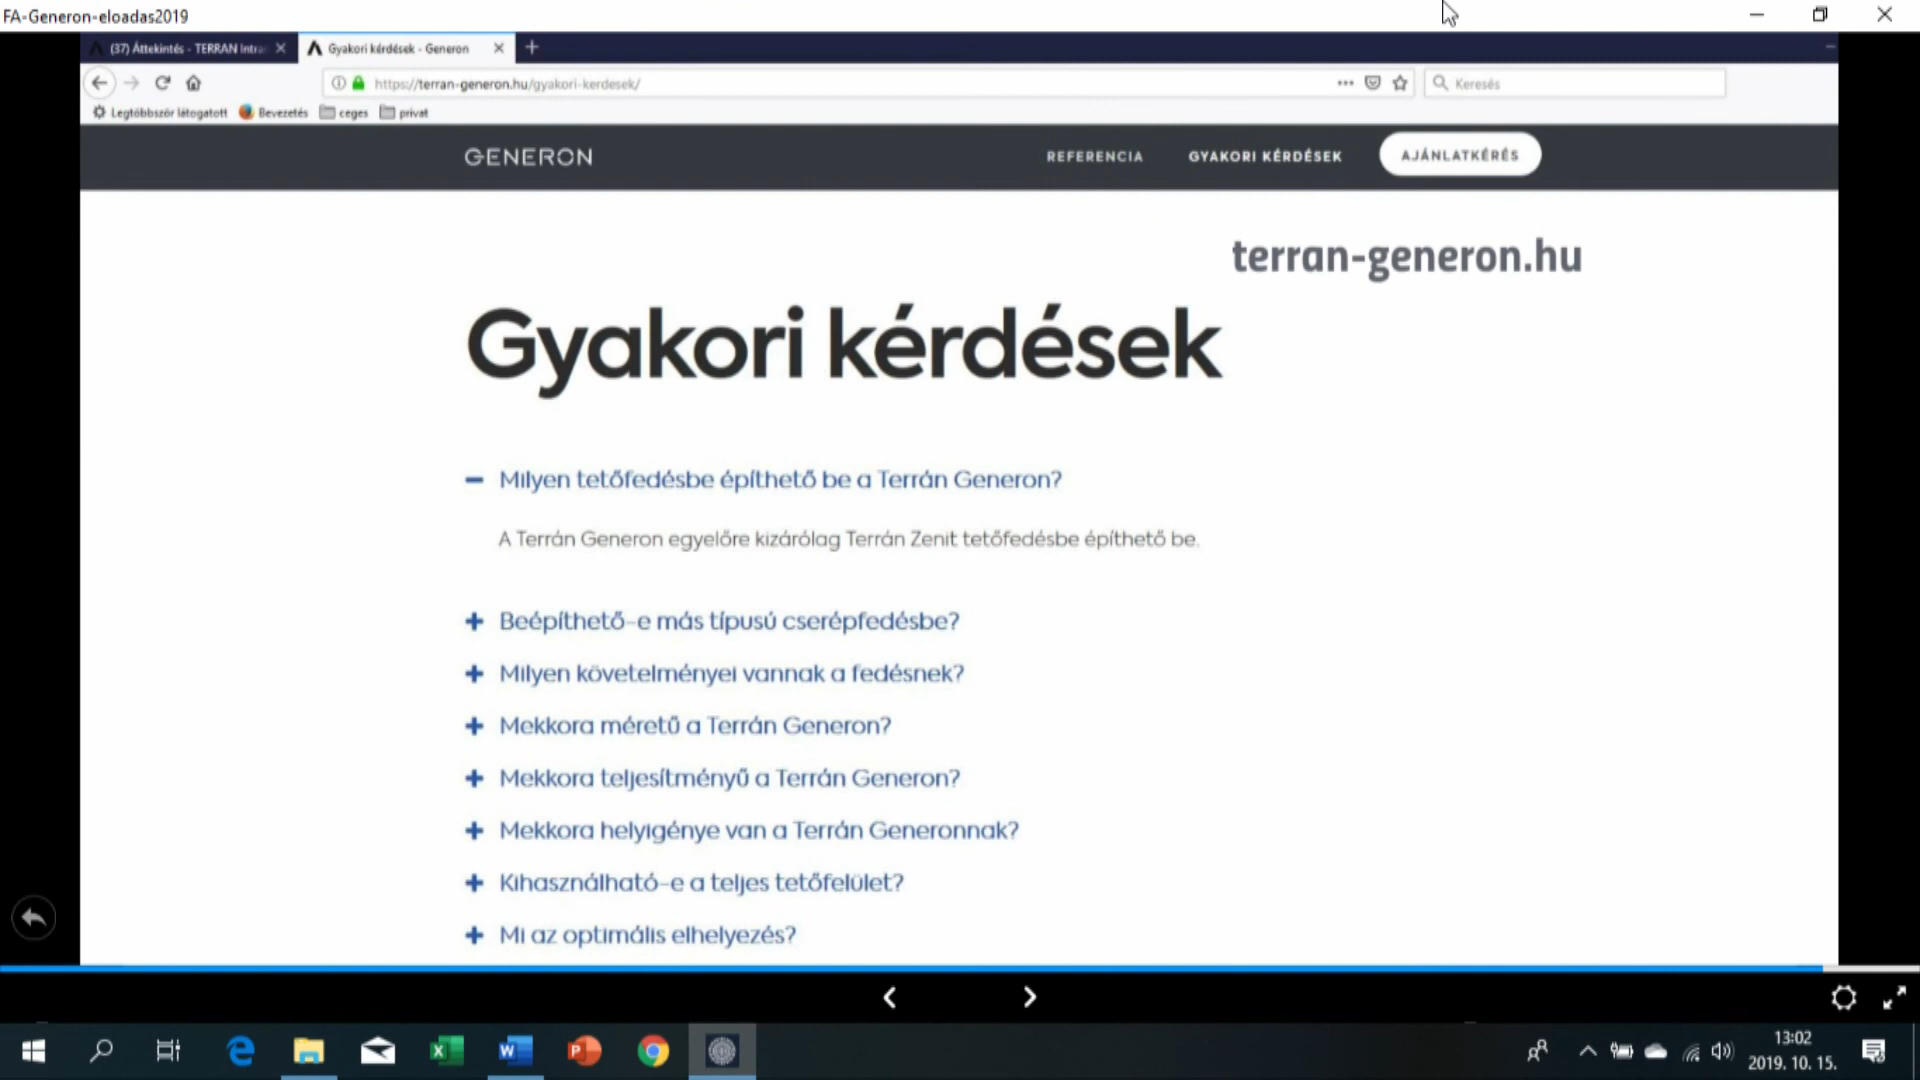 FA-Generon-eloadas2019
(37) Áttekintés - TERRAN Intra
Gyakori kérdések - Generon
https://terran-generon.hu/gyakori-kerdesek/
Keresés
Legtöbbször látogatott
Bevezetés
ceges
privat
GENERON
REFERENCIA
GYAKORI KÉRDÉSEK
AJÁNLATKÉRÉS
terran-generon.hu
Gyakori kérdések
Milyen tetőfedésbe építhető be a Terrán Generon?
A Terrán Generon egyelőre kizárólag Terrán Zenit tetőfedésbe építhető be.
Beépíthető-e más típusú cserépfedésbe?
Milyen követelményei vannak a fedésnek?
Mekkora méretű a Terrán Generon?
Mekkora teljesítményű a Terrán Generon?
Mekkora helyigénye van a Terrán Generonnak?
Kihasználható-e a teljes tetőfelület?
Mi az optimális elhelyezés?
13:02
2019. 10. 15.